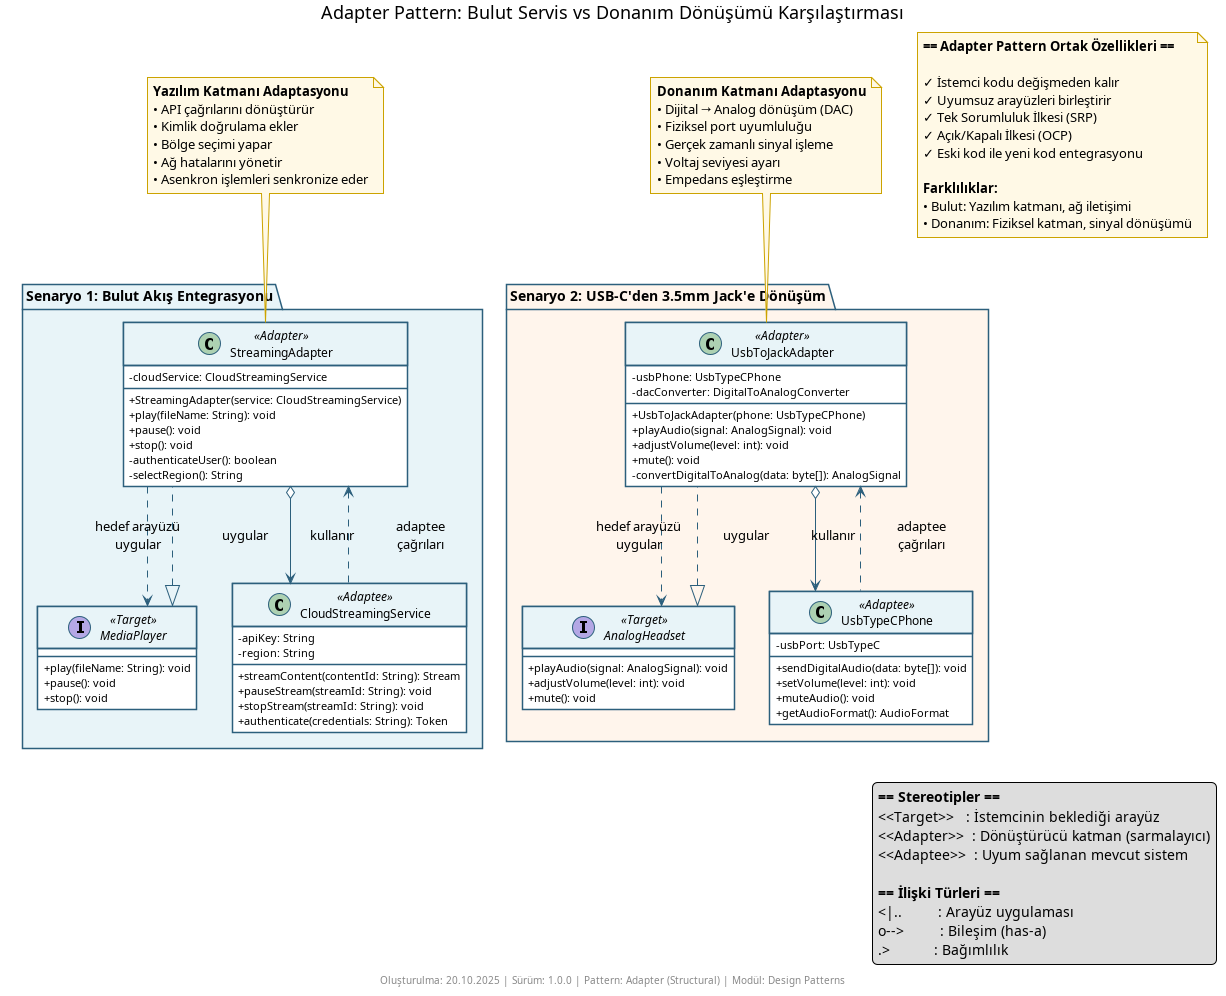 Adapter Pattern: Bulut Servis vs Donanım Dönüşümü Karşılaştırması
Yazılım Katmanı Adaptasyonu
• API çağrılarını dönüştürür
• Kimlik doğrulama ekler
• Bölge seçimi yapar
• Ağ hatalarını yönetir
• Asenkron işlemleri senkronize eder
Donanım Katmanı Adaptasyonu
• Dijital → Analog dönüşüm (DAC)
• Fiziksel port uyumluluğu
• Gerçek zamanlı sinyal işleme
• Voltaj seviyesi ayarı
• Empedans eşleştirme
== Adapter Pattern Ortak Özellikleri ==
✓ İstemci kodu değişmeden kalır
✓ Uyumsuz arayüzleri birleştirir
✓ Tek Sorumluluk İlkesi (SRP)
✓ Açık/Kapalı İlkesi (OCP)
✓ Eski kod ile yeni kod entegrasyonu
Farklılıklar:
• Bulut: Yazılım katmanı, ağ iletişimi
• Donanım: Fiziksel katman, sinyal dönüşümü
Senaryo 1: Bulut Akış Entegrasyonu
C
«Adapter»
StreamingAdapter
-cloudService: CloudStreamingService
+StreamingAdapter(service: CloudStreamingService)
+play(fileName: String): void
+pause(): void
+stop(): void
-authenticateUser(): boolean
-selectRegion(): String
hedef arayüzü
uygular
uygular
kullanır
adaptee
çağrıları
I
«Target»
MediaPlayer
+play(fileName: String): void
+pause(): void
+stop(): void
C
«Adaptee»
CloudStreamingService
-apiKey: String
-region: String
+streamContent(contentId: String): Stream
+pauseStream(streamId: String): void
+stopStream(streamId: String): void
+authenticate(credentials: String): Token
Senaryo 2: USB-C'den 3.5mm Jack'e Dönüşüm
C
«Adapter»
UsbToJackAdapter
-usbPhone: UsbTypeCPhone
-dacConverter: DigitalToAnalogConverter
+UsbToJackAdapter(phone: UsbTypeCPhone)
+playAudio(signal: AnalogSignal): void
+adjustVolume(level: int): void
+mute(): void
-convertDigitalToAnalog(data: byte[]): AnalogSignal
hedef arayüzü
uygular
uygular
kullanır
adaptee
çağrıları
I
«Target»
AnalogHeadset
+playAudio(signal: AnalogSignal): void
+adjustVolume(level: int): void
+mute(): void
C
«Adaptee»
UsbTypeCPhone
-usbPort: UsbTypeC
+sendDigitalAudio(data: byte[]): void
+setVolume(level: int): void
+muteAudio(): void
+getAudioFormat(): AudioFormat
== Stereotipler ==
<<Target>> : İstemcinin beklediği arayüz
<<Adapter>> : Dönüştürücü katman (sarmalayıcı)
<<Adaptee>> : Uyum sağlanan mevcut sistem
== İlişki Türleri ==
<|.. : Arayüz uygulaması
o--> : Bileşim (has-a)
.> : Bağımlılık
Oluşturulma: 20.10.2025 | Sürüm: 1.0.0 | Pattern: Adapter (Structural) | Modül: Design Patterns